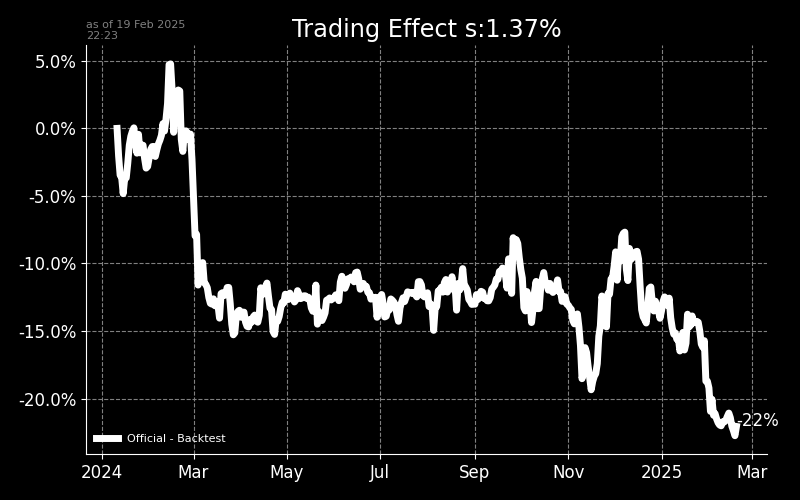 as of 19 Feb 2025
22:23
Trading Effect s:1.37%
5.0%
0.0%
-5.0%
-10.0%
-15.0%
-20.0%
-22%
Official - Backtest
2024 Mar May Jul Sep Nov 2025 Mar